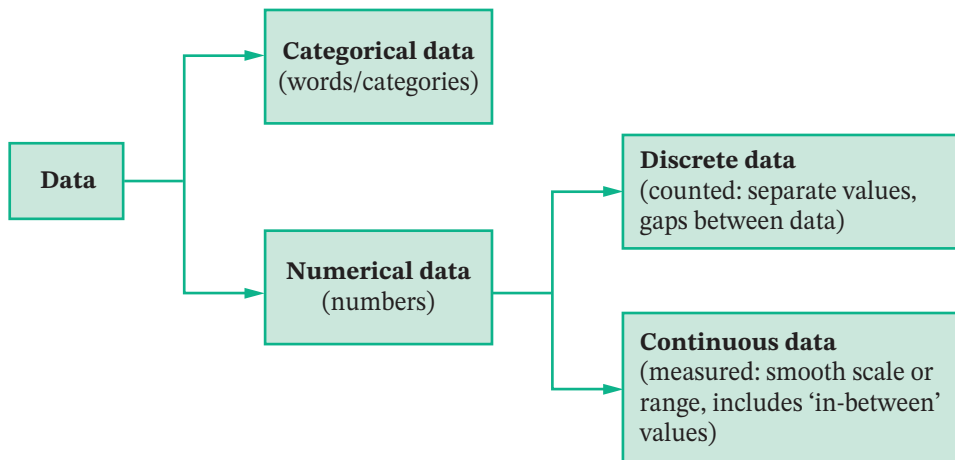 Categorical data
(words/categories)
Data
Discrete data
(counted: separate values,
gaps between data)
Numerical data
(numbers)
Continuous data
(measured: smooth scale or
range, includes ‘in-between’
values)